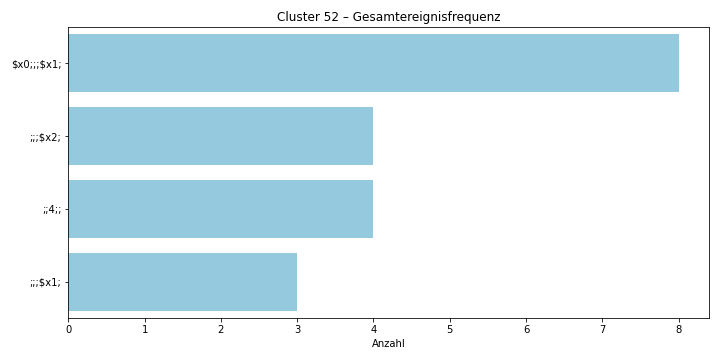 Cluster 52 – Gesamtereignisfrequenz
$x0;;;$x1;
;;;$x2;
;;4;;
;;;$x1;
0 1 2 3 4 5 6 7 8
Anzahl